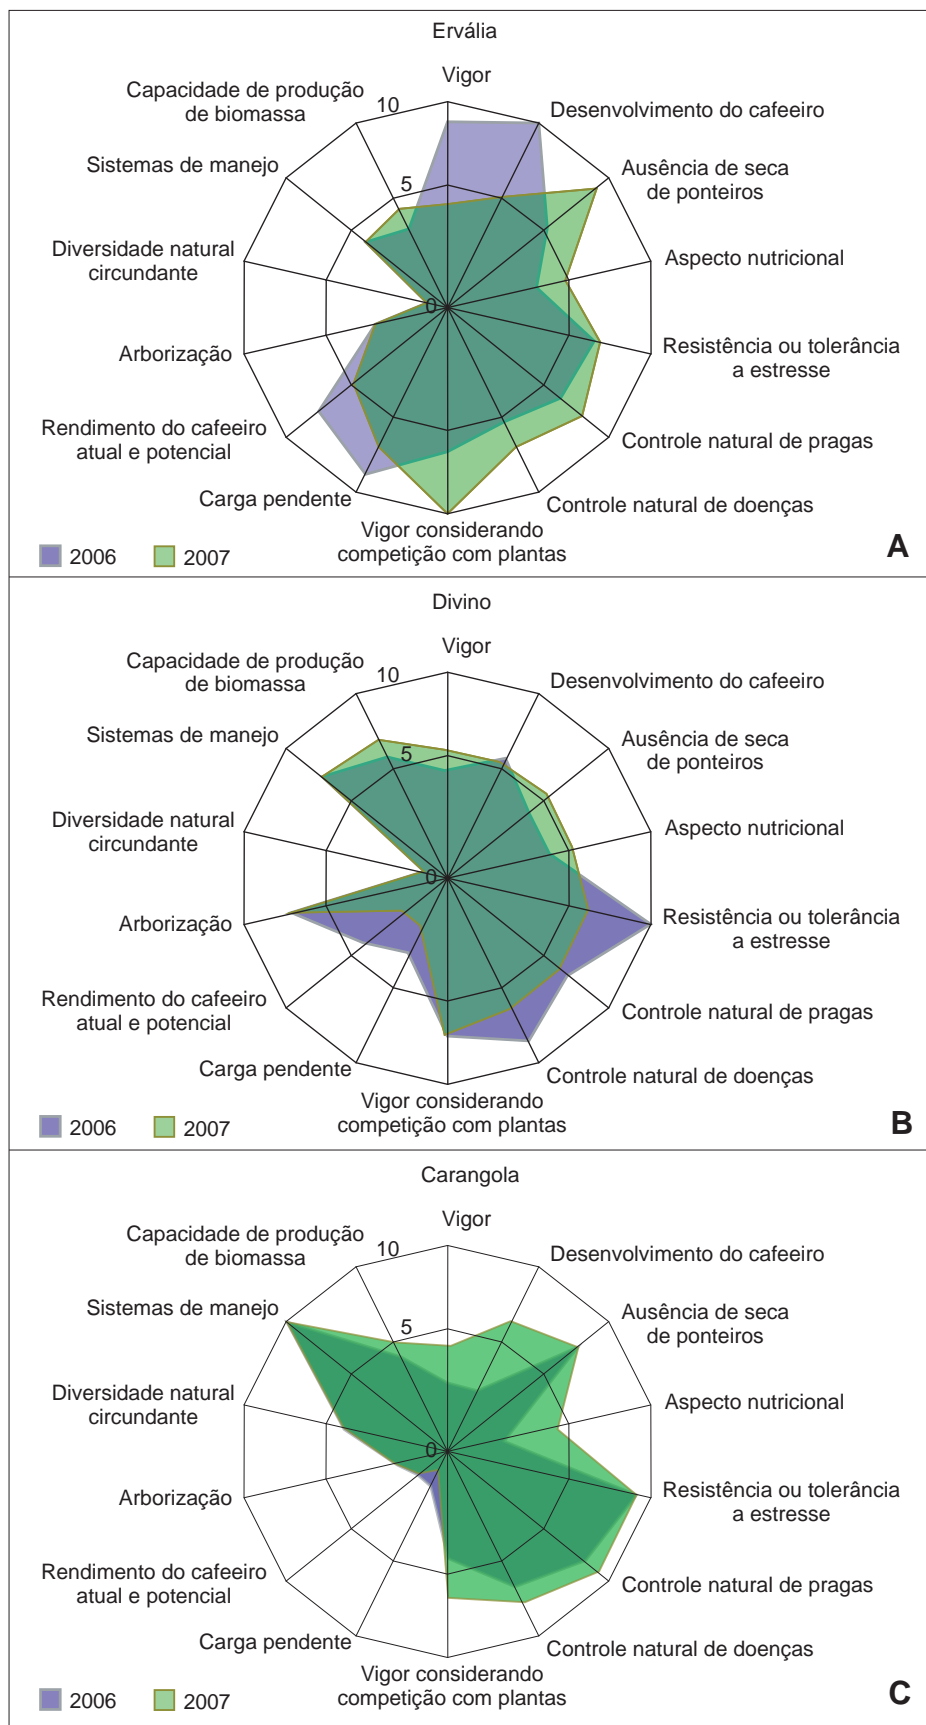 Ervália
Vigor
Capacidade de produção
de biomassa
10
Desenvolvimento do cafeeiro
Sistemas de manejo
Ausência de seca
de ponteiros
5
Diversidade natural
circundante
Aspecto nutricional
0
Arborização
Resistência ou tolerância
a estresse
Rendimento do cafeeiro
atual e potencial
Controle natural de pragas
Carga pendente
Controle natural de doenças
Vigor considerando
competição com plantas
2006
2007
A
Divino
Vigor
Capacidade de produção
de biomassa
10
Desenvolvimento do cafeeiro
Sistemas de manejo
Ausência de seca
de ponteiros
5
Diversidade natural
circundante
Aspecto nutricional
0
Arborização
Resistência ou tolerância
a estresse
Rendimento do cafeeiro
atual e potencial
Controle natural de pragas
Carga pendente
Controle natural de doenças
Vigor considerando
competição com plantas
2006
2007
B
Carangola
Vigor
Capacidade de produção
de biomassa
10
Desenvolvimento do cafeeiro
Sistemas de manejo
Ausência de seca
de ponteiros
5
Diversidade natural
circundante
Aspecto nutricional
0
Arborização
Resistência ou tolerância
a estresse
Rendimento do cafeeiro
atual e potencial
Controle natural de pragas
Carga pendente
Controle natural de doenças
Vigor considerando
competição com plantas
2006
2007
C